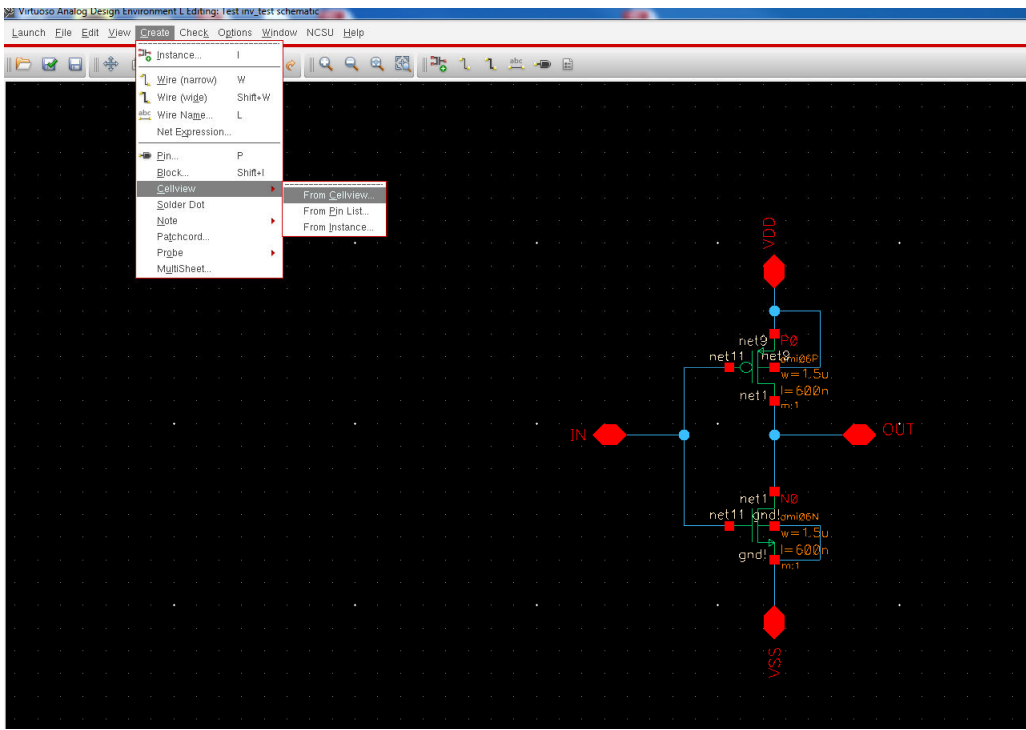 Virtuoso Analog Design Environment L Editing: Test inv_test schematic
Launch File Edit View Create Check Options Window NCSU Help
Instance... I
Wire (narrow) W
Wire (wide) Shift+W
abc Wire Name... L
Net Expression...
Pin... P
Block... Shift+I
Cellview
Solder Dot
Note
Patchcord...
Probe
MultiSheet...
From Cellview...
From Pin List...
From Instance...
abc
VDD
net9 P0
net11 net9 ami06P
w=1.5u
net1 l=600n
m:1
IN
OUT
net1 N0
net11 gnd! ami06N
w=1.5u
gnd! l=600n
m:1
VSS